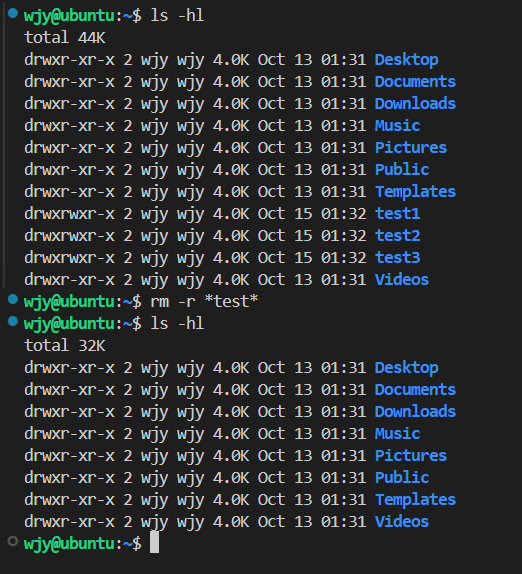 wjy@ubuntu:~$ ls -hl
total 44K
drwxr-xr-x 2 wjy wjy 4.0K Oct 13 01:31 Desktop
drwxr-xr-x 2 wjy wjy 4.0K Oct 13 01:31 Documents
drwxr-xr-x 2 wjy wjy 4.0K Oct 13 01:31 Downloads
drwxr-xr-x 2 wjy wjy 4.0K Oct 13 01:31 Music
drwxr-xr-x 2 wjy wjy 4.0K Oct 13 01:31 Pictures
drwxr-xr-x 2 wjy wjy 4.0K Oct 13 01:31 Public
drwxr-xr-x 2 wjy wjy 4.0K Oct 13 01:31 Templates
drwxrwxr-x 2 wjy wjy 4.0K Oct 15 01:32 test1
drwxrwxr-x 2 wjy wjy 4.0K Oct 15 01:32 test2
drwxrwxr-x 2 wjy wjy 4.0K Oct 15 01:32 test3
drwxr-xr-x 2 wjy wjy 4.0K Oct 13 01:31 Videos
wjy@ubuntu:~$ rm -r *test*
wjy@ubuntu:~$ ls -hl
total 32K
drwxr-xr-x 2 wjy wjy 4.0K Oct 13 01:31 Desktop
drwxr-xr-x 2 wjy wjy 4.0K Oct 13 01:31 Documents
drwxr-xr-x 2 wjy wjy 4.0K Oct 13 01:31 Downloads
drwxr-xr-x 2 wjy wjy 4.0K Oct 13 01:31 Music
drwxr-xr-x 2 wjy wjy 4.0K Oct 13 01:31 Pictures
drwxr-xr-x 2 wjy wjy 4.0K Oct 13 01:31 Public
drwxr-xr-x 2 wjy wjy 4.0K Oct 13 01:31 Templates
drwxr-xr-x 2 wjy wjy 4.0K Oct 13 01:31 Videos
wjy@ubuntu:~$